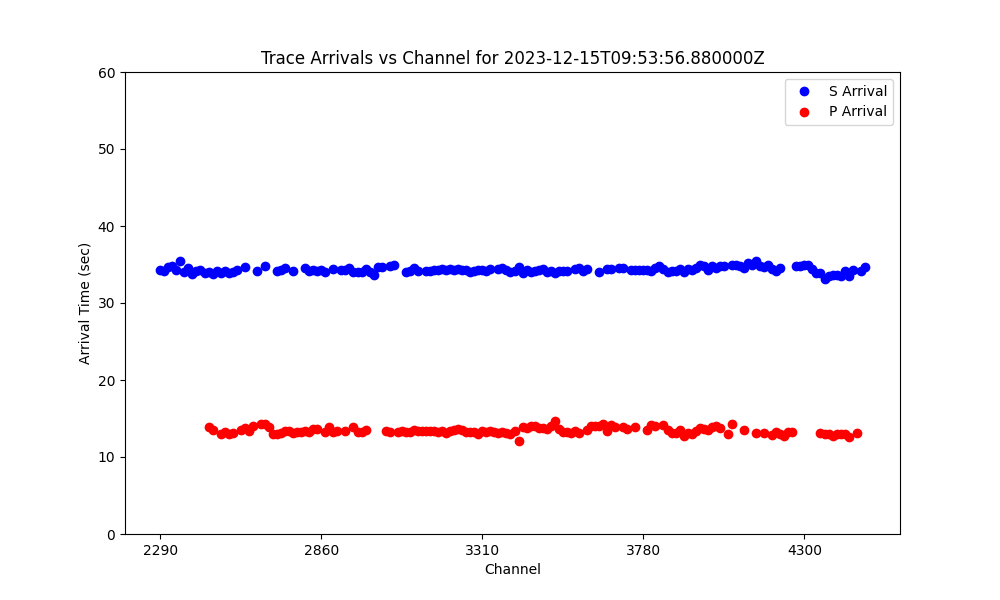 Trace Arrivals vs Channel for 2023-12-15T09:53:56.880000Z
S Arrival
P Arrival
60
50
40
30
20
10
0
Arrival Time (sec)
2290 2860 3310 3780 4300
Channel